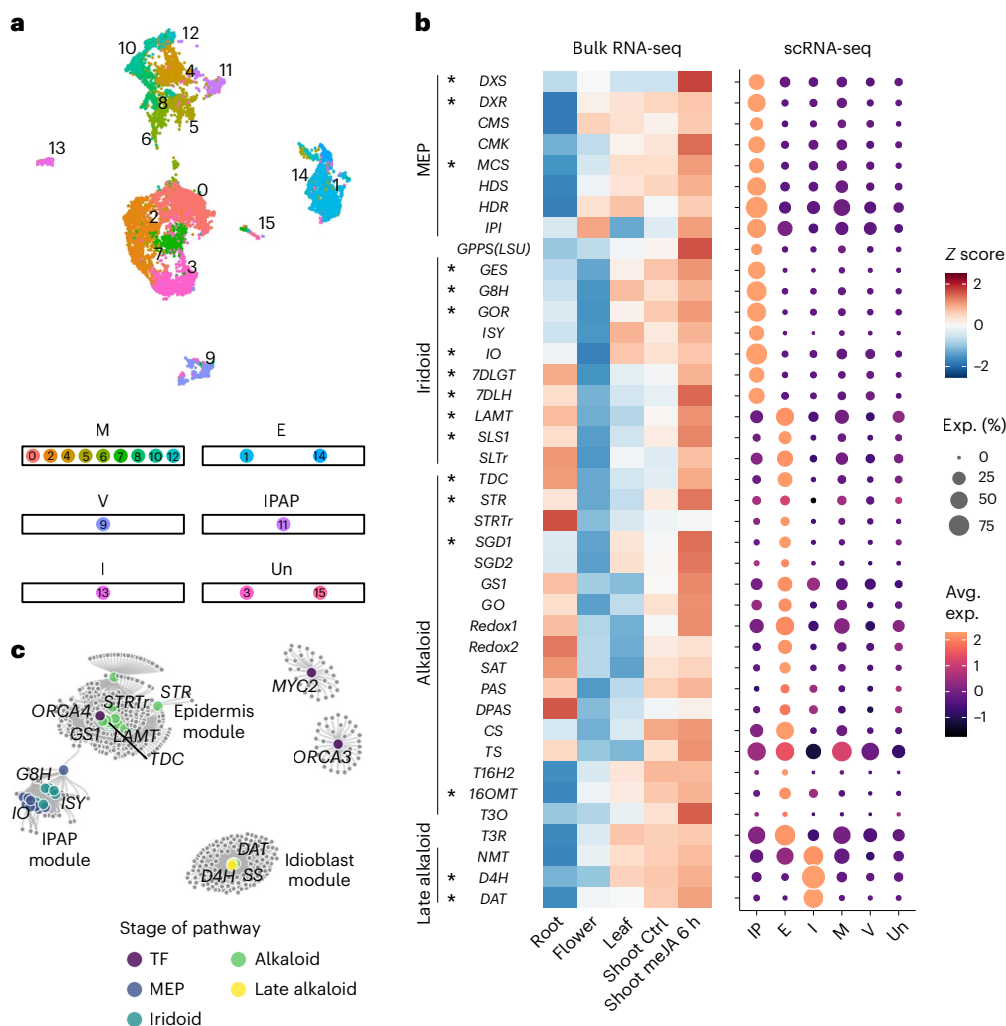 a
12
10
4
11
8
5
6
13
0
14
1
2
15
7
3
9
M
E
0 2 4 5 6 7 8 10 12
1 14
V
IPAP
9
11
I
Un
13
3 15
b
Bulk RNA-seq
scRNA-seq
MEP
* DXS
* DXR
CMS
CMK
* MCS
HDS
HDR
IPI
GPPS(LSU)
Iridoid
* GES
* G8H
* GOR
ISY
* IO
* 7DLGT
* 7DLH
* LAMT
* SLS1
SLTr
Alkaloid
* TDC
* STR
STRTr
* SGD1
SGD2
GS1
GO
Redox1
Redox2
SAT
PAS
DPAS
CS
TS
T16H2
* 16OMT
T3O
T3R
Late alkaloid
NMT
* D4H
* DAT
Root
Flower
Leaf
Shoot Ctrl
Shoot meJA 6 h
IP
E
I
M
V
Un
Z score
2
0
−2
Exp. (%)
0
25
50
75
Avg.
exp.
2
1
0
−1
c
STRTr
STR
ORCA4
Epidermis
module
GS1
LAMT
TDC
MYC2
ORCA3
G8H
ISY
IO
IPAP
module
DAT
D4H
SS
Idioblast
module
Stage of pathway
TF
Alkaloid
MEP
Late alkaloid
Iridoid